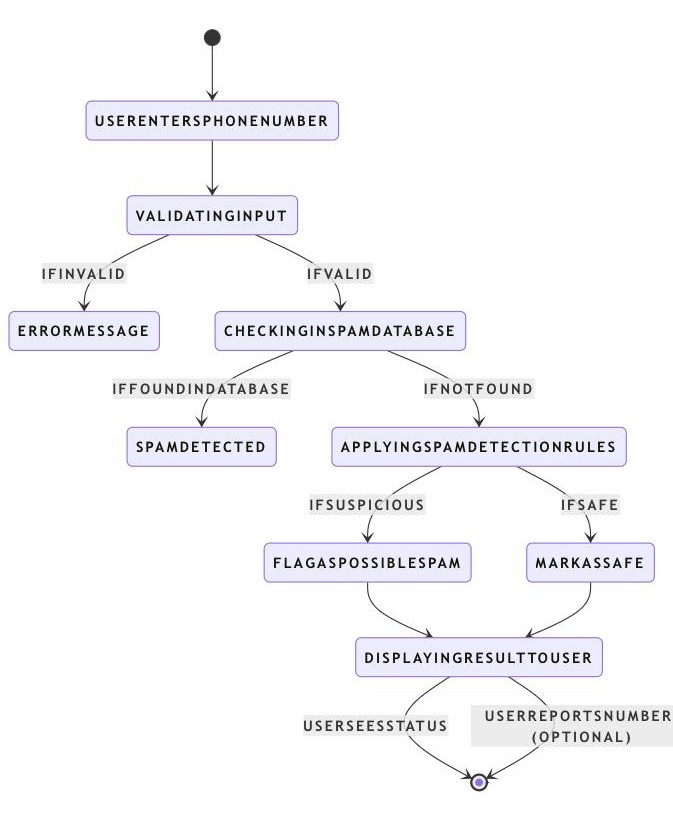 USERENTERSPHONENUMBER
VALIDATINGINPUT
IFINVALID
IFVALID
ERRORMESSAGE
CHECKINGINSPAMDATABASE
IFFOUNDINDATABASE
IFNOTFOUND
SPAMDETECTED
APPLYINGSPAMDETECTIONRULES
IFSUSPICIOUS
IFSAFE
FLAGASPOSSIBLESPAM
MARKASSAFE
DISPLAYINGRESULTTOUSER
USERSEESSTATUS
USERREPORTSNUMBER
(OPTIONAL)